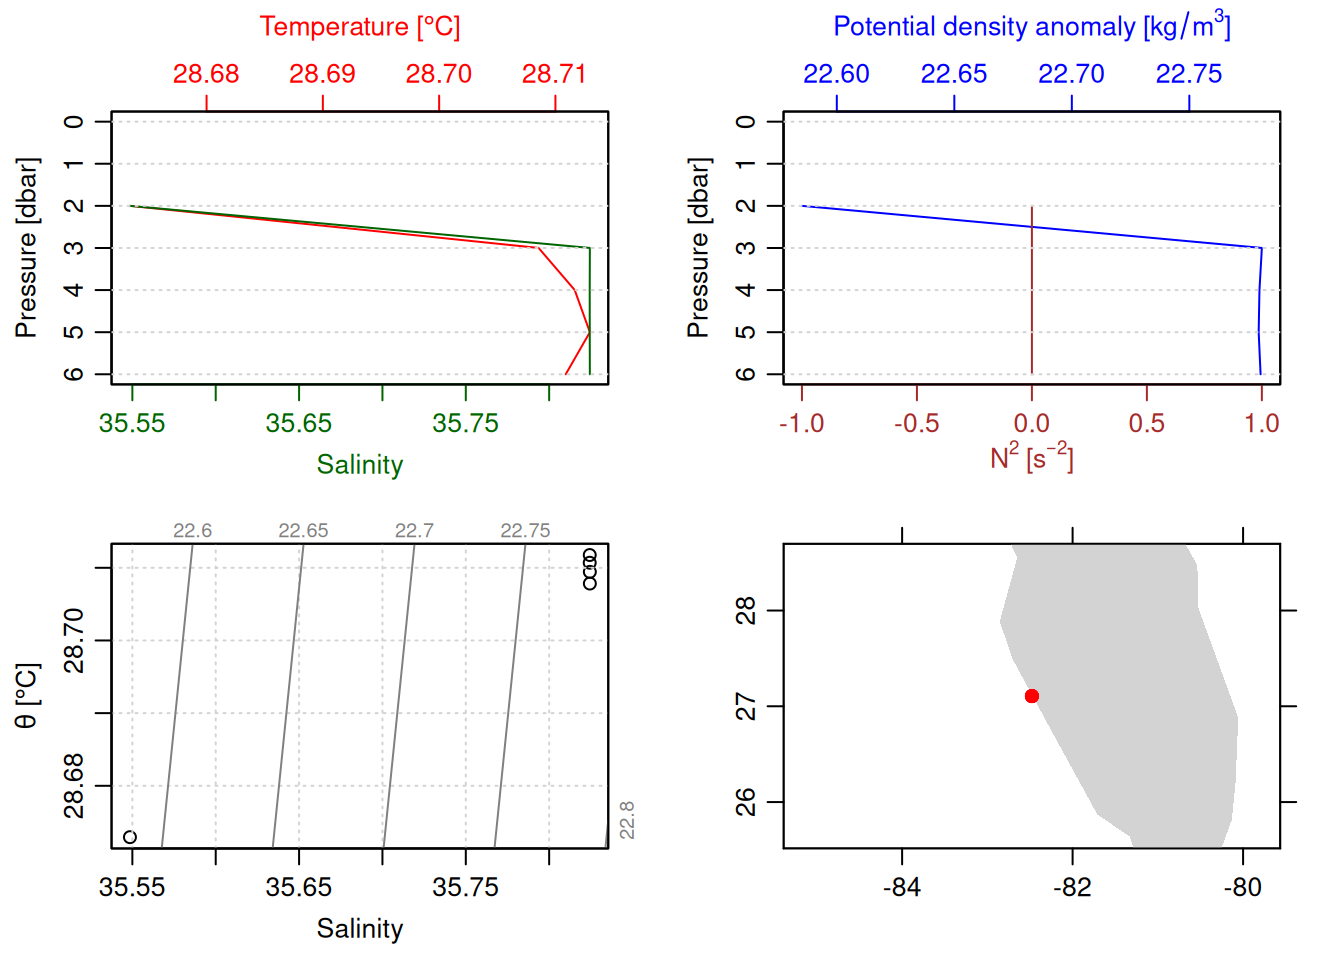 Temperature [°C]
28.68 28.69 28.70 28.71
Pressure [dbar]
0
1
2
3
4
5
6
35.55 35.65 35.75
Salinity
Potential density anomaly [kg/m³]
22.60 22.65 22.70 22.75
Pressure [dbar]
0
1
2
3
4
5
6
-1.0 -0.5 0.0 0.5 1.0
N² [s⁻²]
22.6 22.65 22.7 22.75
θ [°C]
28.70
28.68
22.8
35.55 35.65 35.75
Salinity
28
27
26
-84 -82 -80